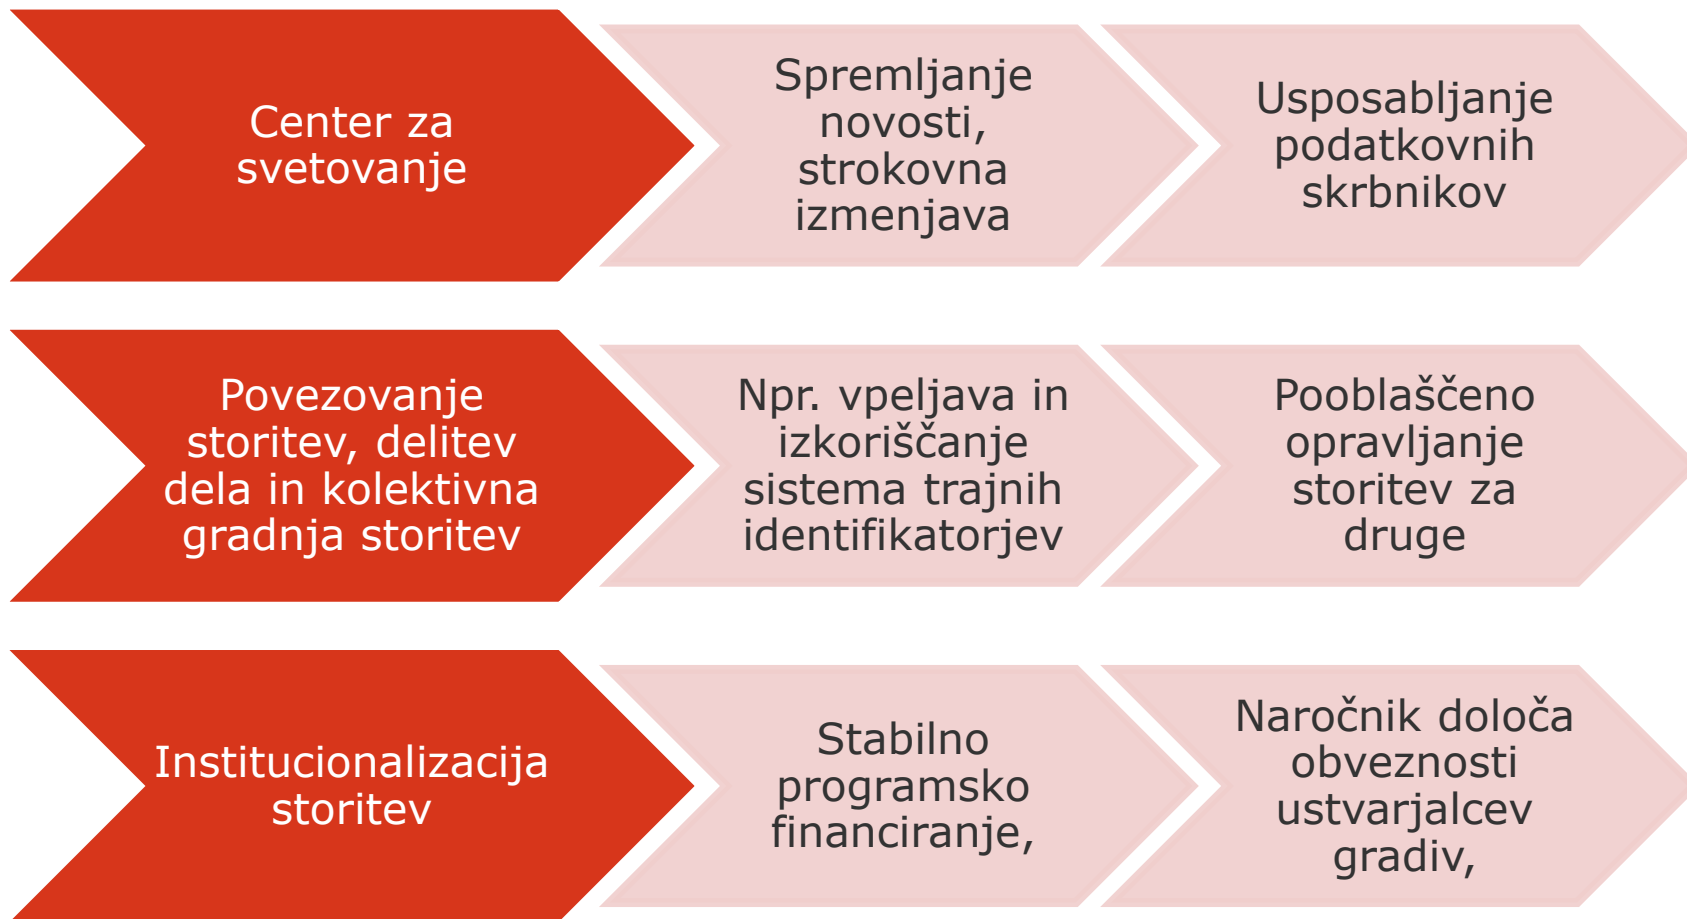 Center za
svetovanje
Spremljanje
novosti,
strokovna
izmenjava
Usposabljanje
podatkovnih
skrbnikov
Povezovanje
storitev, delitev
dela in kolektivna
gradnja storitev
Npr. vpeljava in
izkoriščanje
sistema trajnih
identifikatorjev
Pooblaščeno
opravljanje
storitev za
druge
Institucionalizacija
storitev
Stabilno
programsko
financiranje,
Naročnik določa
obveznosti
ustvarjalcev
gradiv,